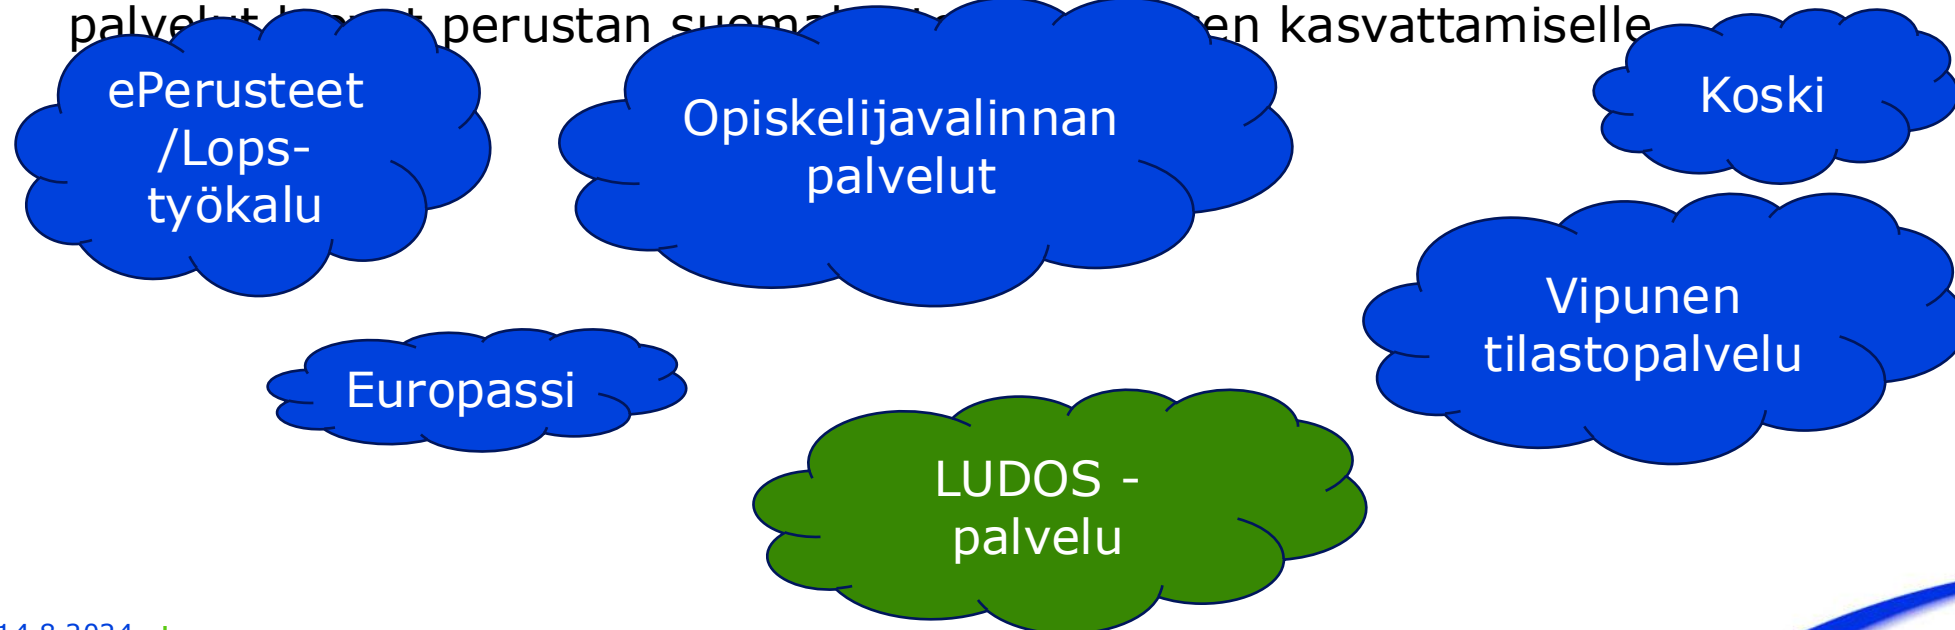 perustan kasvattamiselle
ePerusteet
/Lops-
työkalu
Opiskelijavalinnan
palvelut
Koski
Vipunen
tilastopalvelu
Europassi
LUDOS -
palvelu